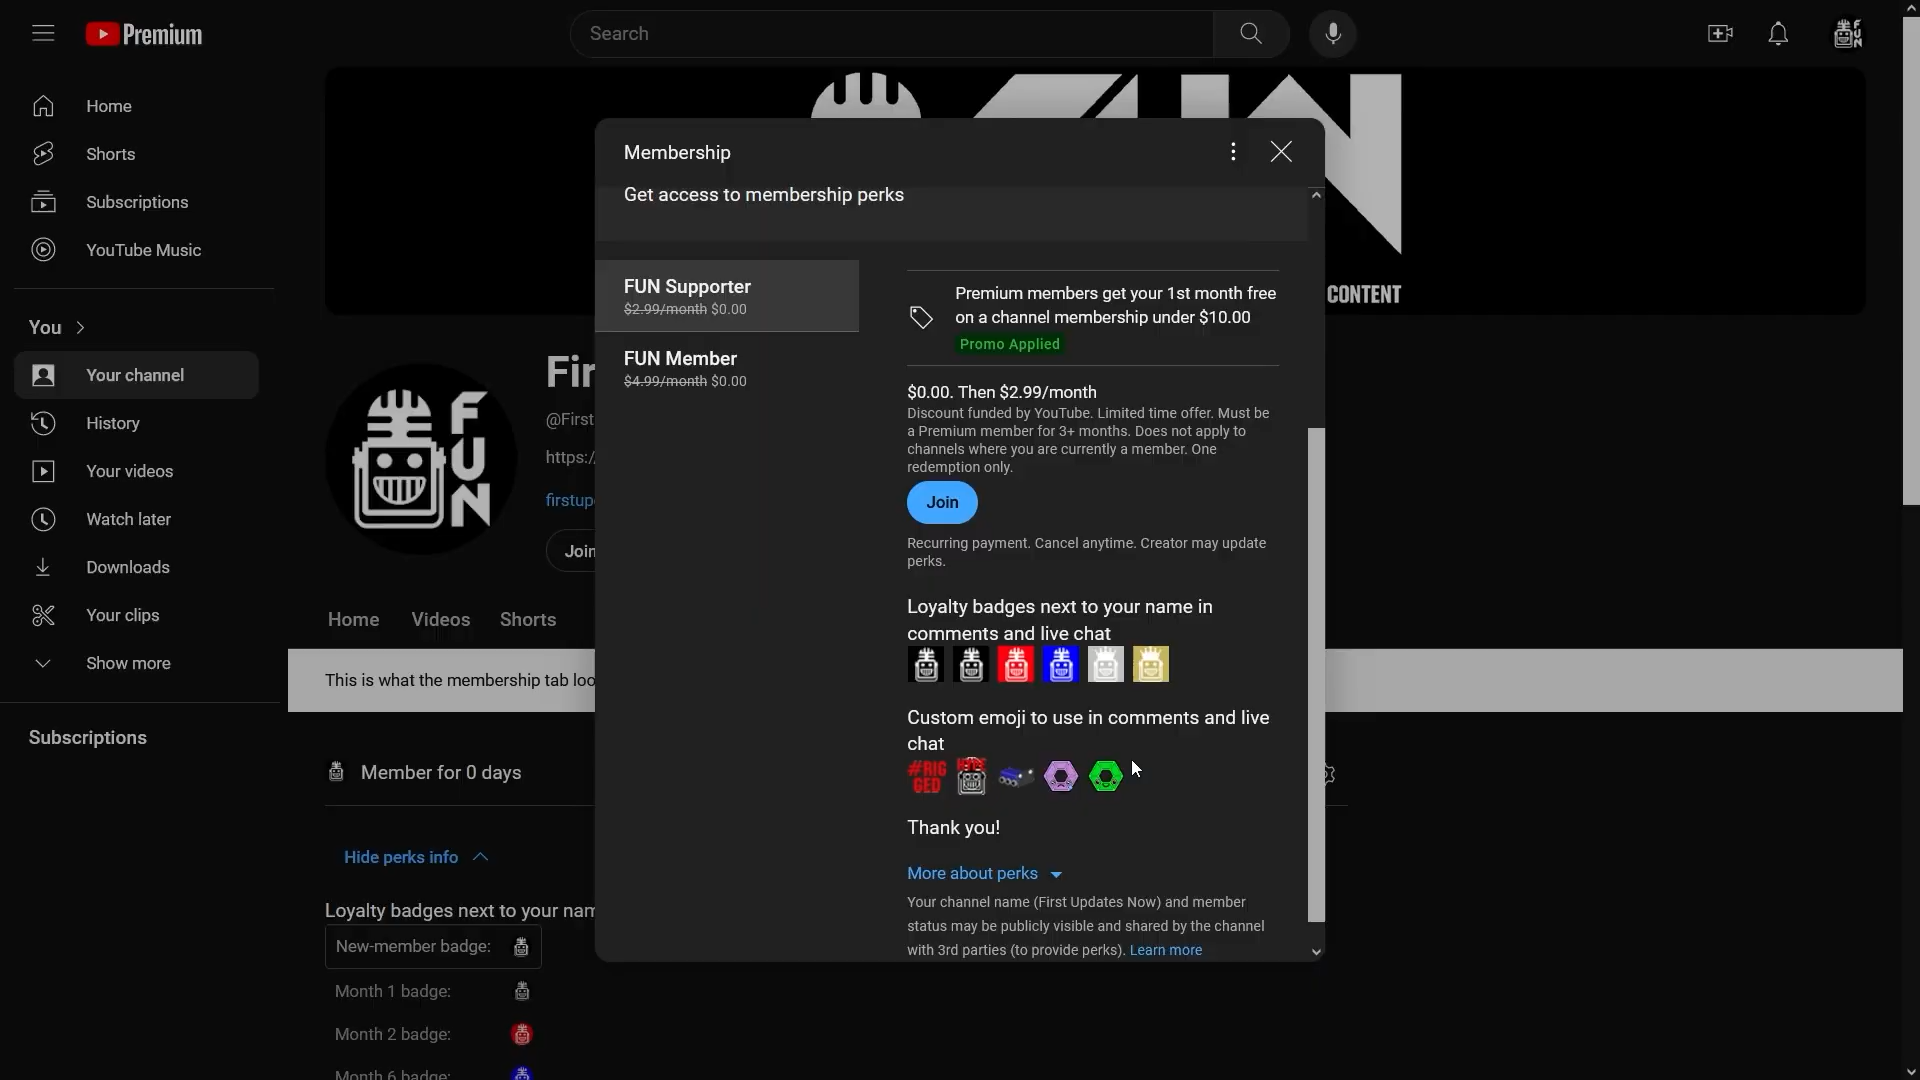 Premium
Search
Home
Shorts
Subscriptions
YouTube Music
You
Your channel
History
Your videos
Watch later
Downloads
Your clips
Show more
Subscriptions
CONTENT
FUN
Fir
@First
https:/
firstup
Join
Home Videos Shorts
This is what the membership tab loo
Member for 0 days
Hide perks info
Loyalty badges next to your nam
New-member badge:
Month 1 badge:
Month 2 badge:
Month 6 badge:
Membership
Get access to membership perks
FUN Supporter
$2.99/month $0.00
FUN Member
$4.99/month $0.00
Premium members get your 1st month free
on a channel membership under $10.00
Promo Applied
$0.00. Then $2.99/month
Discount funded by YouTube. Limited time offer. Must be
a Premium member for 3+ months. Does not apply to
channels where you are currently a member. One
redemption only.
Join
Recurring payment. Cancel anytime. Creator may update
perks.
Loyalty badges next to your name in
comments and live chat
Custom emoji to use in comments and live
chat
#RIG
GED
HYPE
Thank you!
More about perks
Your channel name (First Updates Now) and member
status may be publicly visible and shared by the channel
with 3rd parties (to provide perks). Learn more